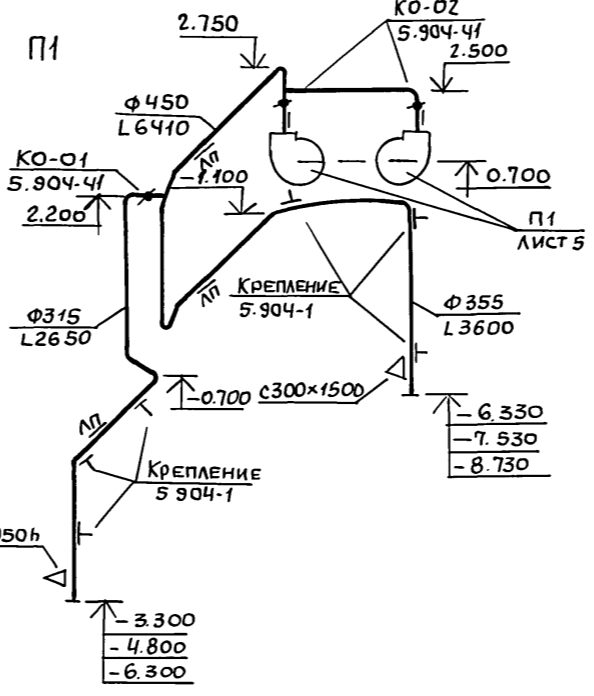 П1
2.750
КО-02
5.904-41
2.500
Ф450
L6410
ЛП
КО-01
5.904-41
2.200
-1.100
0.700
П1
ЛИСТ 5
ЛП
КРЕПЛЕНИЕ
5.904-1
Ф315
L2650
Ф355
L3600
-0.700
С300×1500
-6.330
-7.530
-8.730
ЛП
КРЕПЛЕНИЕ
5 904-1
50h
-3.300
-4.800
-6.300